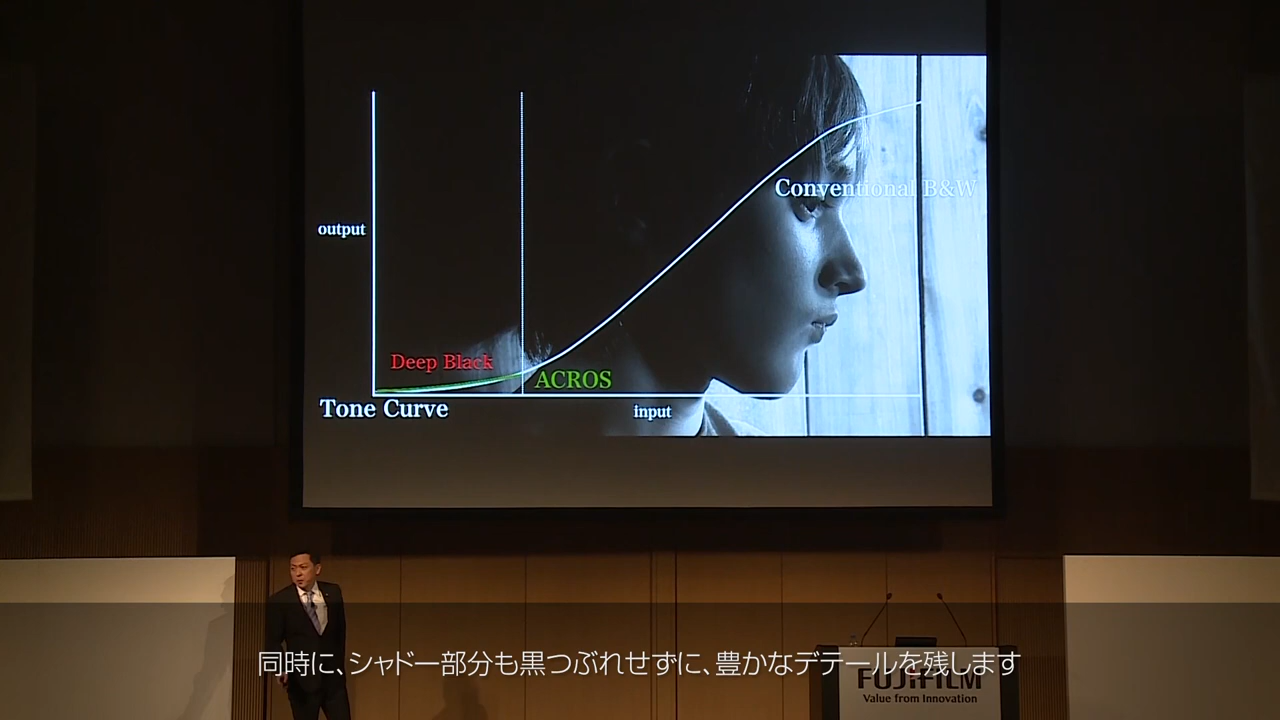 Conventional B&W
output
Deep Black
ACROS
Tone Curve
input
同時に、シャドー部分も黒つぶれせずに、豊かなデテールを残します
FUJIFILM
Value from Innovation